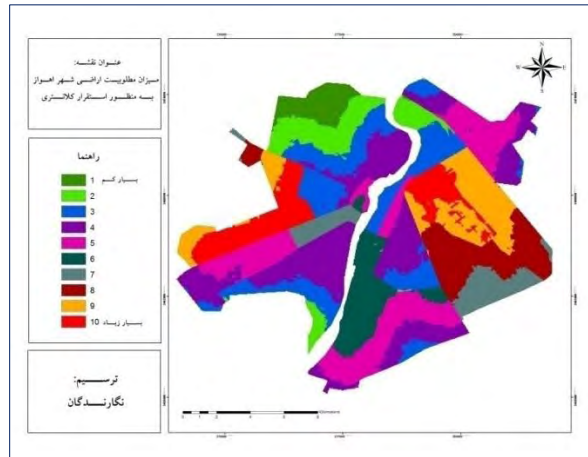 عنوان نقشه:
میزان مطلوبیت اراضی شهر اهواز
به منظور استقرار کلانتری
راهنما
1 بسیار کم
2
3
4
5
6
7
8
9
10 بسیار زیاد
ترسیم:
نگارندگان
N
W
E
S